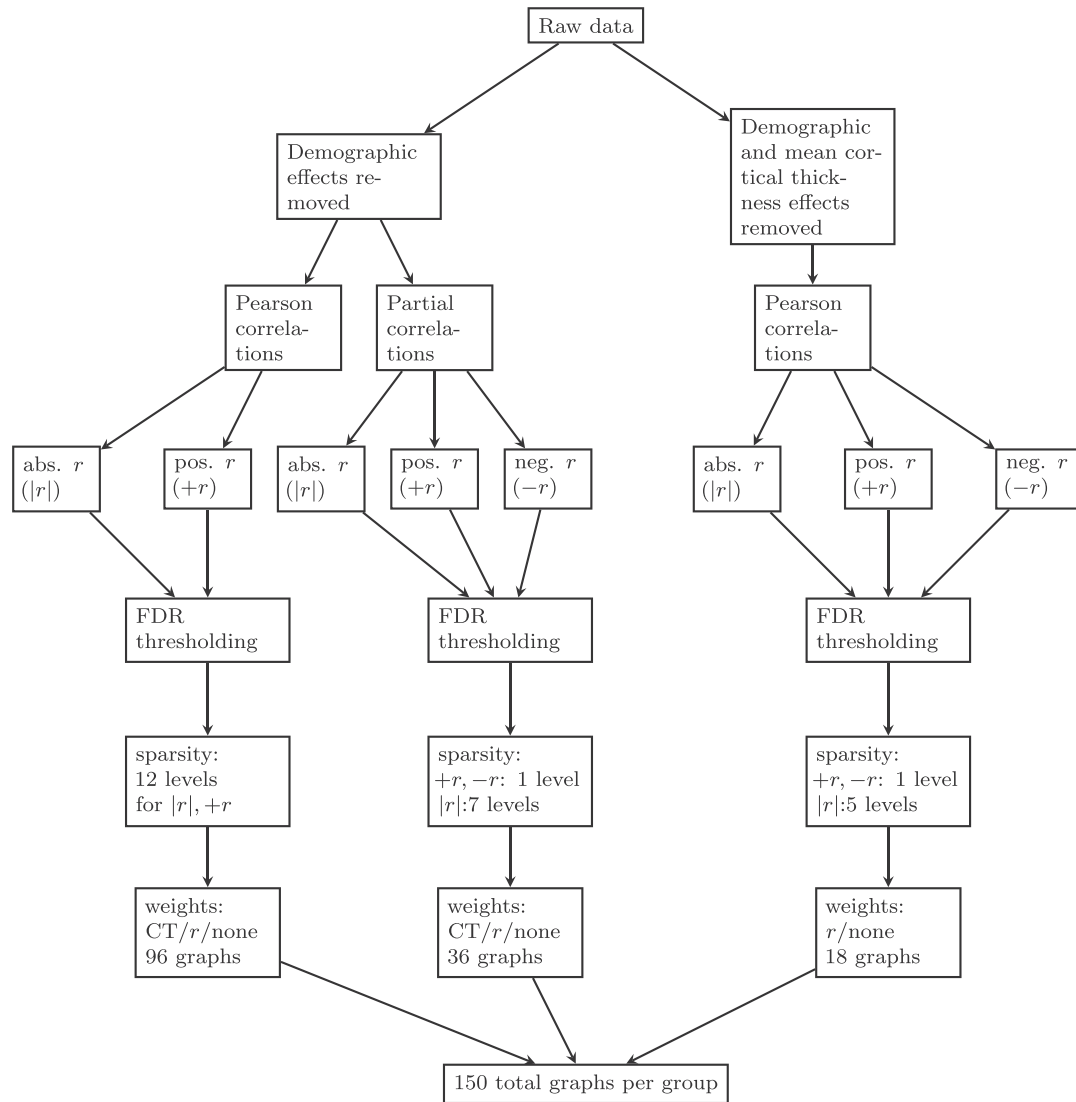 Raw data
Demographic
effects re-
moved
Demographic
and mean cor-
tical thick-
ness effects
removed
Pearson
correla-
tions
Partial
correla-
tions
Pearson
correla-
tions
abs. r
(|r|)
pos. r
(+r)
abs. r
(|r|)
pos. r
(+r)
neg. r
(−r)
abs. r
(|r|)
pos. r
(+r)
neg. r
(−r)
FDR
thresholding
FDR
thresholding
FDR
thresholding
sparsity:
12 levels
for |r|, +r
sparsity:
+r, −r: 1 level
|r|:7 levels
sparsity:
+r, −r: 1 level
|r|:5 levels
weights:
CT/r/none
96 graphs
weights:
CT/r/none
36 graphs
weights:
r/none
18 graphs
150 total graphs per group